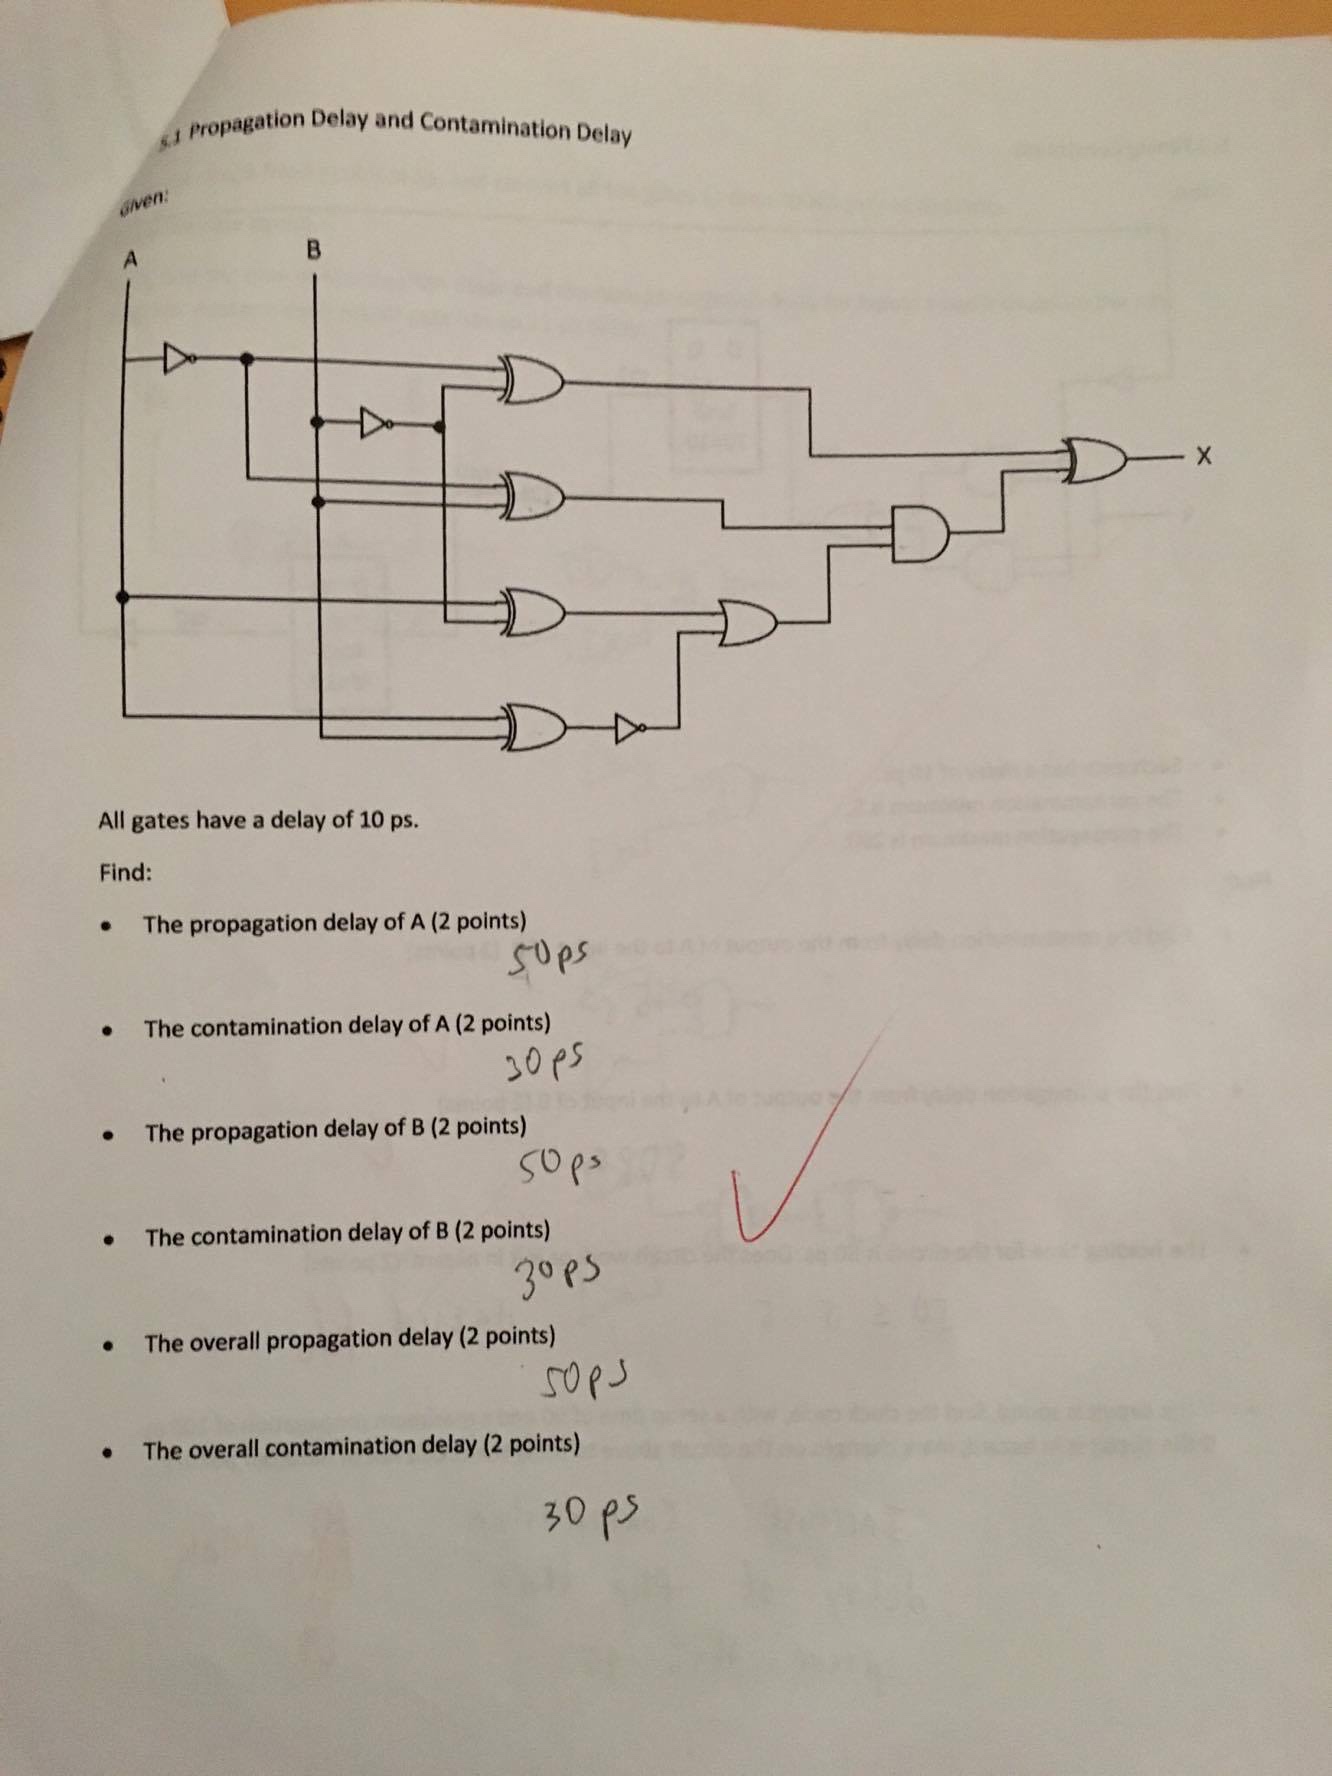 5.1 Propagation Delay and Contamination Delay
Given:
A
B
X
All gates have a delay of 10 ps.
Find:
• The propagation delay of A (2 points)
50ps
• The contamination delay of A (2 points)
30ps
• The propagation delay of B (2 points)
50ps
• The contamination delay of B (2 points)
30ps
• The overall propagation delay (2 points)
50ps
• The overall contamination delay (2 points)
30 ps